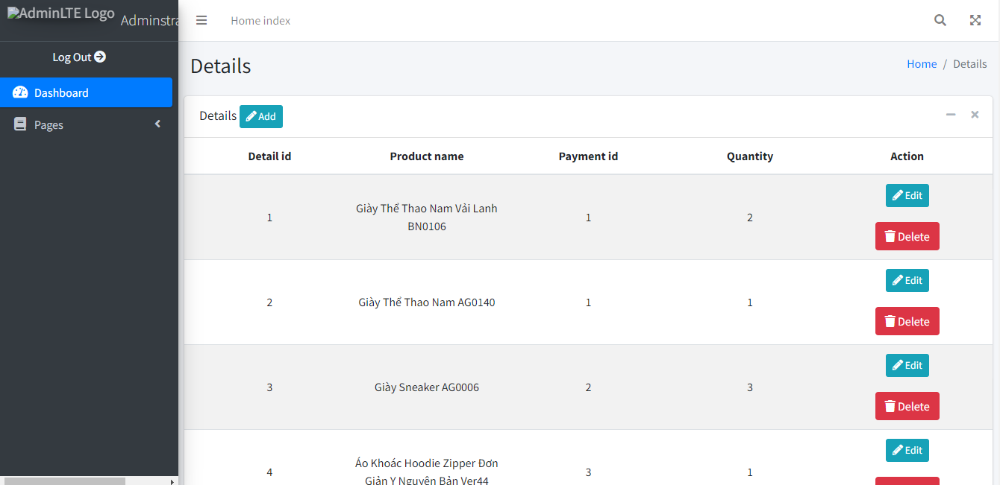 AdminLTE Logo
Adminstra
Home index
Log Out
Dashboard
Pages
Details
Home / Details
Details Add
Detail id Product name Payment id Quantity Action
1 Giày Thể Thao Nam Vải Lanh BN0106 1 2 Edit Delete
2 Giày Thể Thao Nam AG0140 1 1 Edit Delete
3 Giày Sneaker AG0006 2 3 Edit Delete
4 Áo Khoác Hoodie Zipper Đơn Giản Y Nguyên Bản Ver44 3 1 Edit